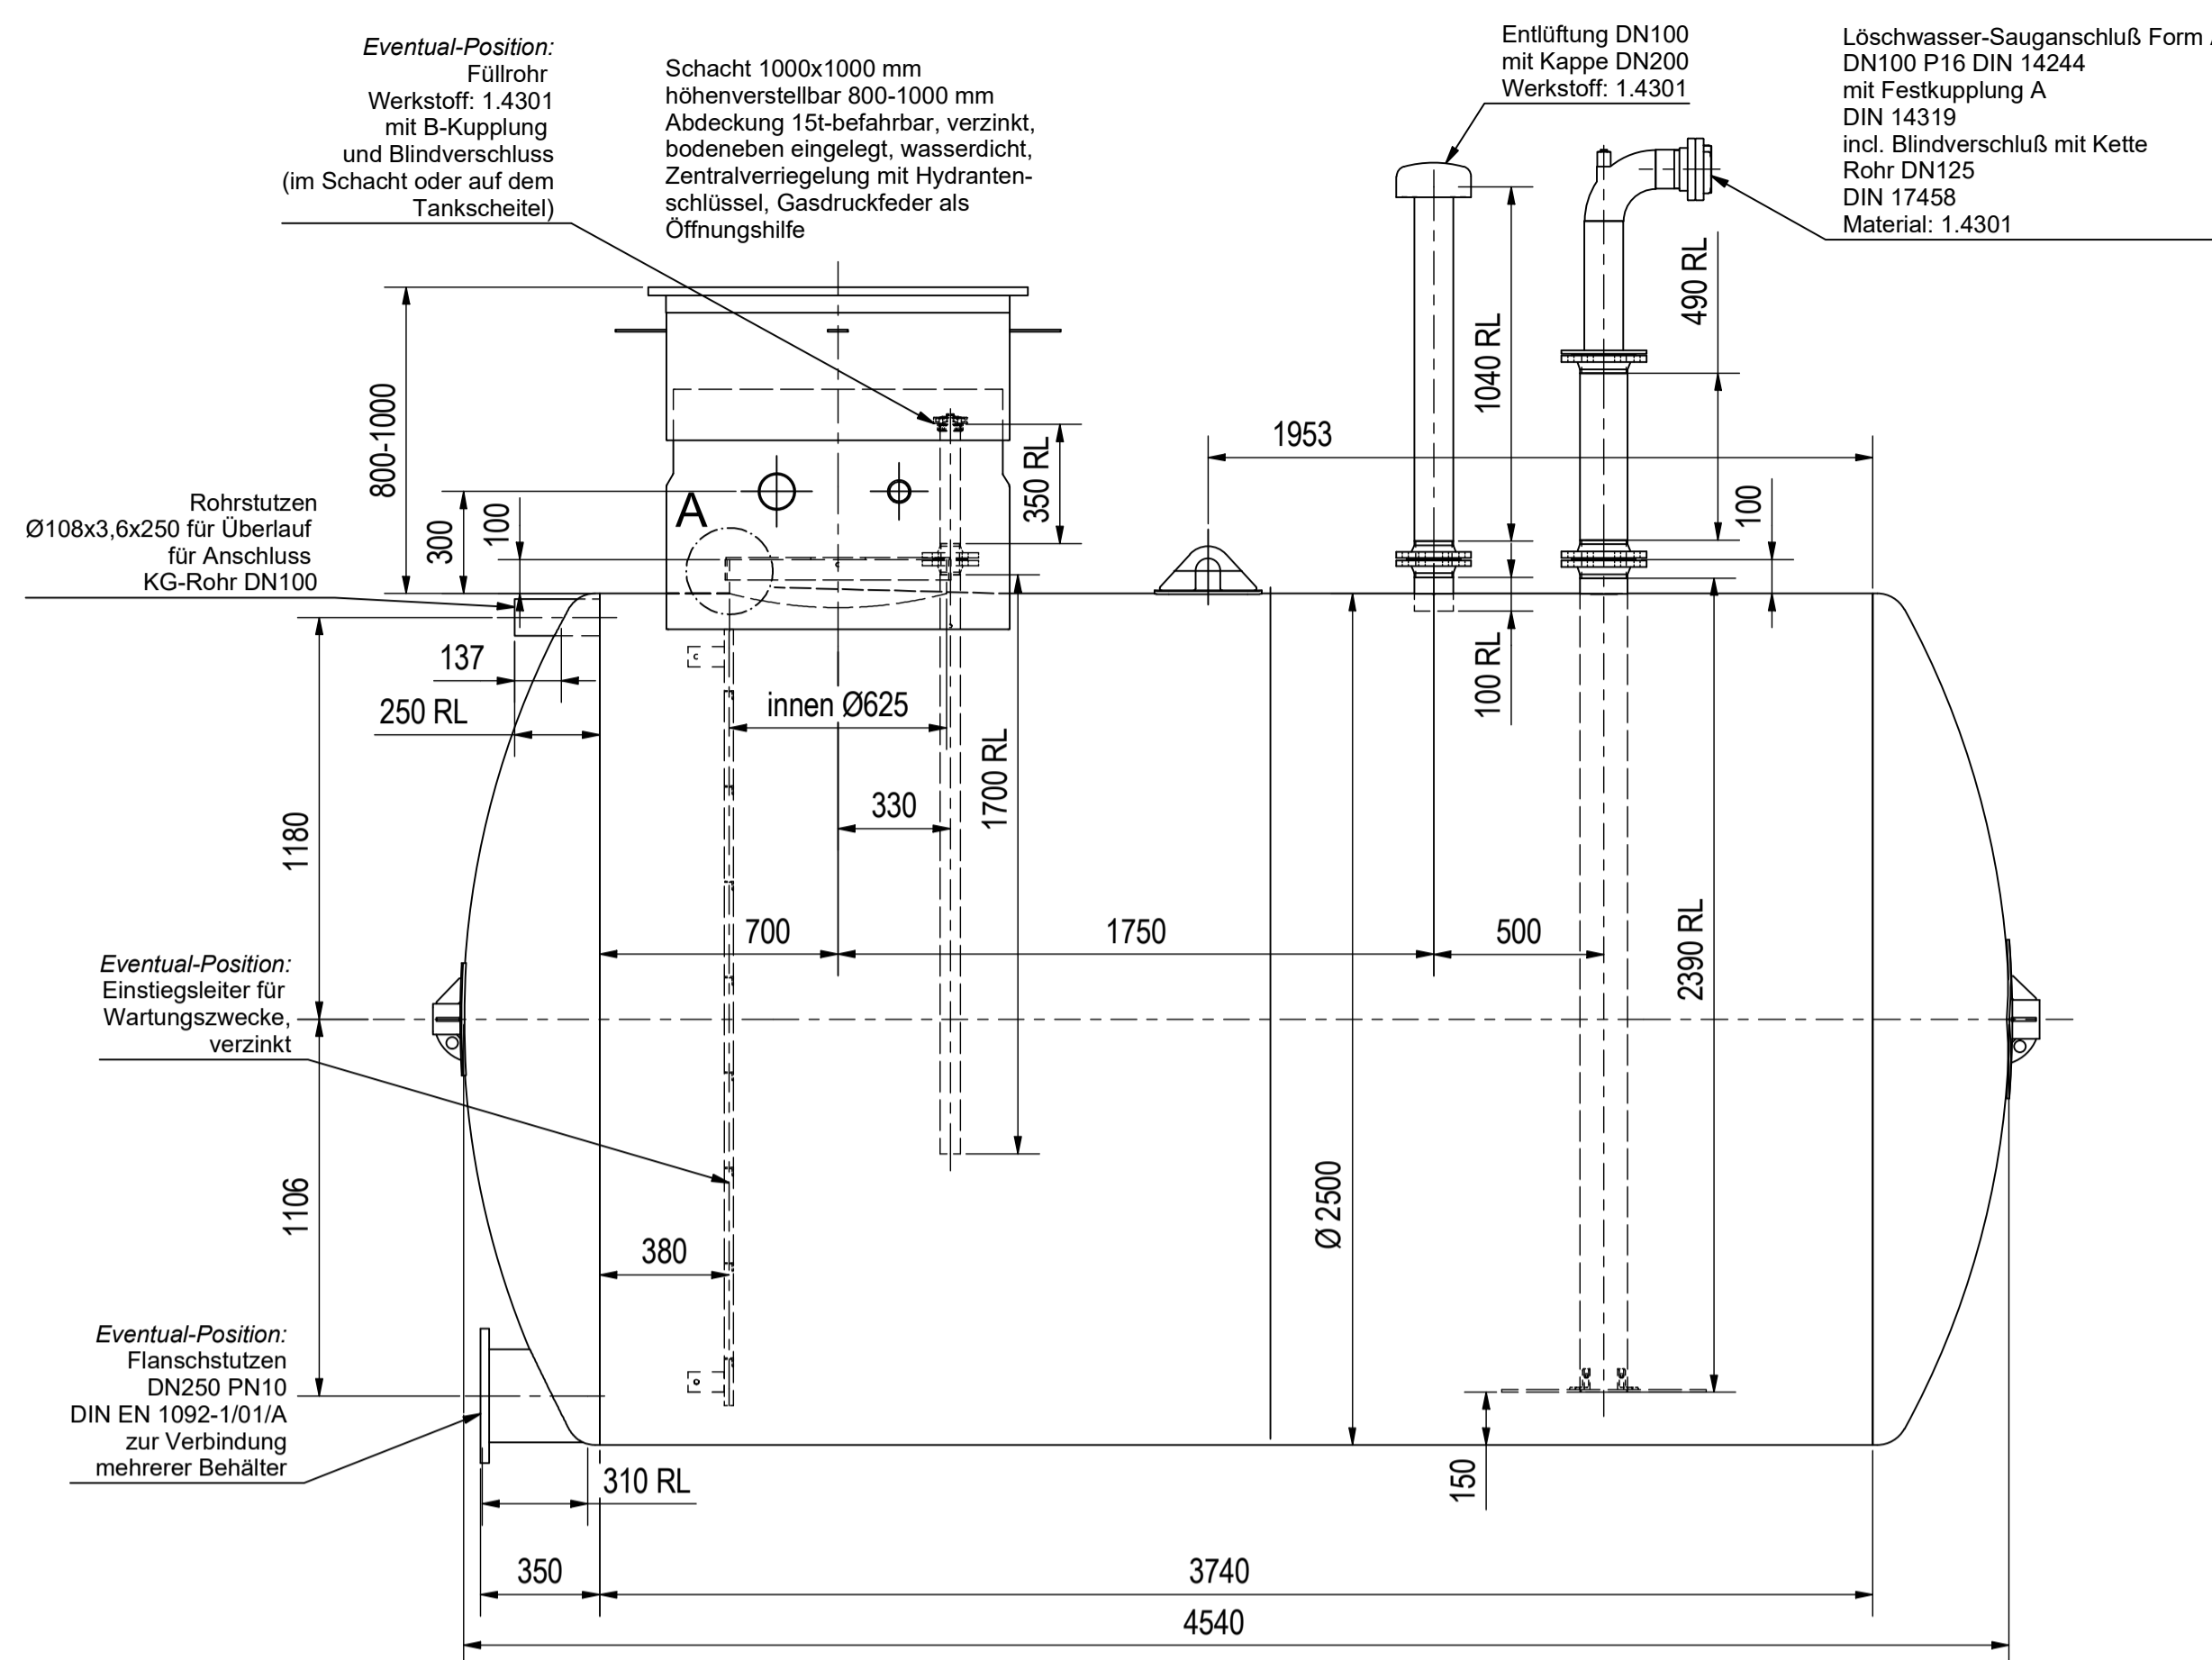 Eventual-Position:
Füllrohr
Werkstoff: 1.4301
mit B-Kupplung
und Blindverschluss
(im Schacht oder auf dem
Tankscheitel)
Schacht 1000x1000 mm
höhenverstellbar 800-1000 mm
Abdeckung 15t-befahrbar, verzinkt,
bodeneben eingelegt, wasserdicht,
Zentralverriegelung mit Hydranten-
schlüssel, Gasdruckfeder als
Öffnungshilfe
Entlüftung DN100
mit Kappe DN200
Werkstoff: 1.4301
Löschwasser-Sauganschluß Form
DN100 P16 DIN 14244
mit Festkupplung A
DIN 14319
incl. Blindverschluß mit Kette
Rohr DN125
DIN 17458
Material: 1.4301
490 RL
1040 RL
800-1000
1953
350 RL
300
100
A
100
Rohrstutzen
Ø108x3,6x250 für Überlauf
für Anschluss
KG-Rohr DN100
137
250 RL
innen Ø625
100 RL
1700 RL
330
1180
700
1750
500
2390 RL
Eventual-Position:
Einstiegsleiter für
Wartungszwecke,
verzinkt
1106
Ø 2500
380
Eventual-Position:
Flanschstutzen
DN250 PN10
DIN EN 1092-1/01/A
zur Verbindung
mehrerer Behälter
310 RL
150
350
3740
4540